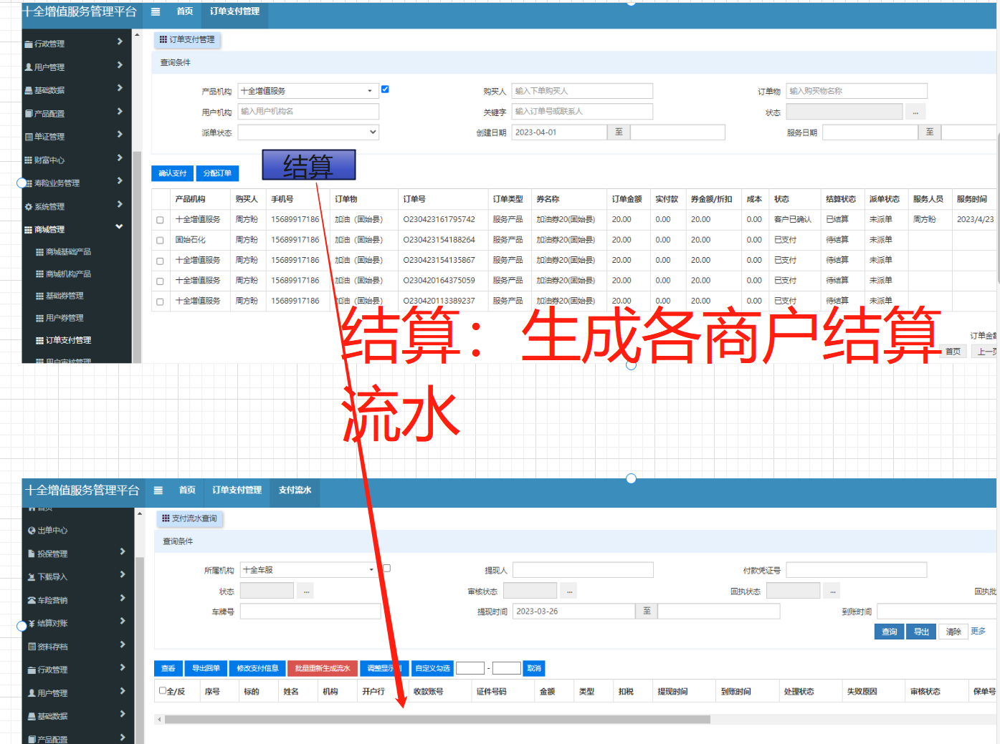 十全增值服务管理平台 首页 订单支付管理
行政管理
用户管理
基础数据
产品配置
单证管理
财富中心
寿险业务管理
系统管理
商城管理
商城基础产品
商城机构产品
基础券管理
用户券管理
订单支付管理
用户审核管理
订单支付管理
查询条件
产品机构 十全增值服务 购买人 输入下单购买人 订单物 输入购买物名称
用户机构 输入用户机构名 关键字 输入订单号或联系人 状态 ...
派单状态 创建日期 2023-04-01 至 服务日期 至
确认支付 分配订单 结算
产品机构 购买人 手机号 订单物 订单号 订单类型 券名称 订单金额 实付款 券金额/折扣 成本 状态 结算状态 派单状态 服务人员 服务时间
十全增值服务 周方盼 15689917186 加油（固始县） O230423161795742 服务产品 加油券20(固始县) 20.00 0.00 20.00 0.00 客户已确认 已结算 未派单 周方盼 2023/4/23
固始石化 周方盼 15689917186 加油（固始县） O230423154188264 服务产品 加油券20(固始县) 20.00 0.00 20.00 0.00 已支付 待结算 未派单
十全增值服务 周方盼 15689917186 加油（固始县） O230423154135867 服务产品 加油券20(固始县) 20.00 0.00 20.00 0.00 已支付 待结算 未派单
十全增值服务 周方盼 15689917186 加油（固始县） O230420164375059 服务产品 加油券20(固始县) 20.00 0.00 20.00 0.00 已支付 待结算 未派单
十全增值服务 周方盼 15689917186 加油（固始县） O230420113389237 服务产品 加油券20(固始县) 20.00 0.00 20.00 0.00 已支付 待结算 未派单
订单金额
首页 上一页
结算：生成各商户结算
流水
十全增值服务管理平台 首页 订单支付管理 支付流水
首页
出单中心
投保管理
下载导入
车险营销
结算对账
资料存档
行政管理
用户管理
基础数据
产品配置
支付流水查询
查询条件
所属机构 十全车服 提现人 付款凭证号
状态 ... 审核状态 ... 回执状态 ... 回执批
车牌号 提现时间 2023-03-26 至 到账时间
查询 导出 清除 更多
查看 导出回单 修改支付信息 批量重新生成流水 调整显示列 自定义勾选 - 取消
全/反 序号 标的 姓名 机构 开户行 收款账号 证件号码 金额 类型 扣税 提现时间 到账时间 处理状态 失败原因 审核状态 保单号